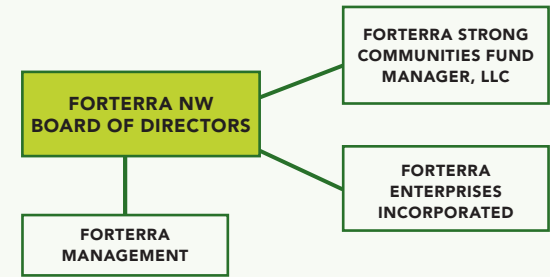 FORTERRA STRONG
COMMUNITIES FUND
MANAGER, LLC
FORTERRA NW
BOARD OF DIRECTORS
FORTERRA
ENTERPRISES
INCORPORATED
FORTERRA
MANAGEMENT